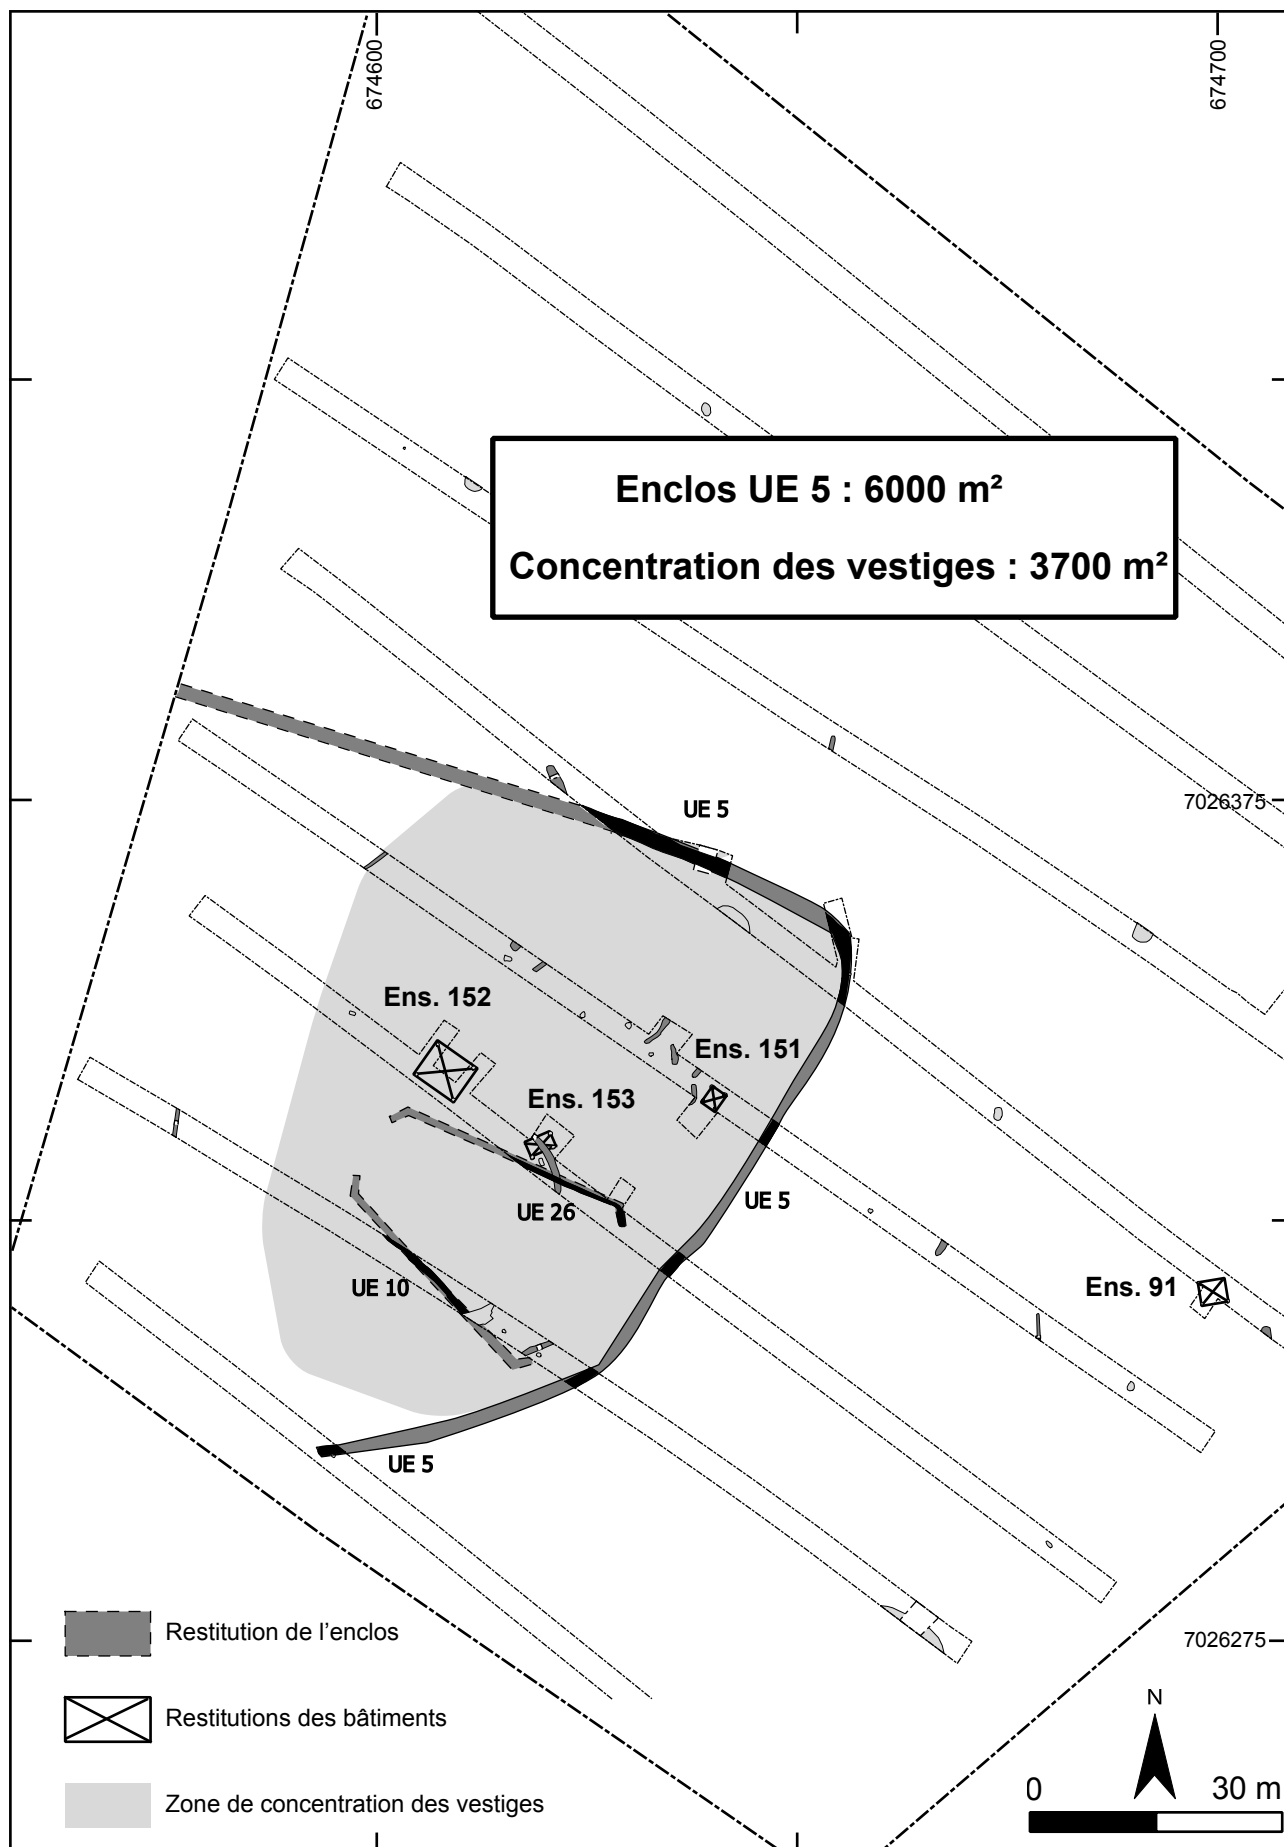 674600
674700
Enclos UE 5 : 6000 m²
Concentration des vestiges : 3700 m²
UE 5
7026375
Ens. 152
Ens. 151
Ens. 153
UE 5
UE 26
UE 10
Ens. 91
UE 5
Restitution de l’enclos
7026275
Restitutions des bâtiments
N
0 30 m
Zone de concentration des vestiges